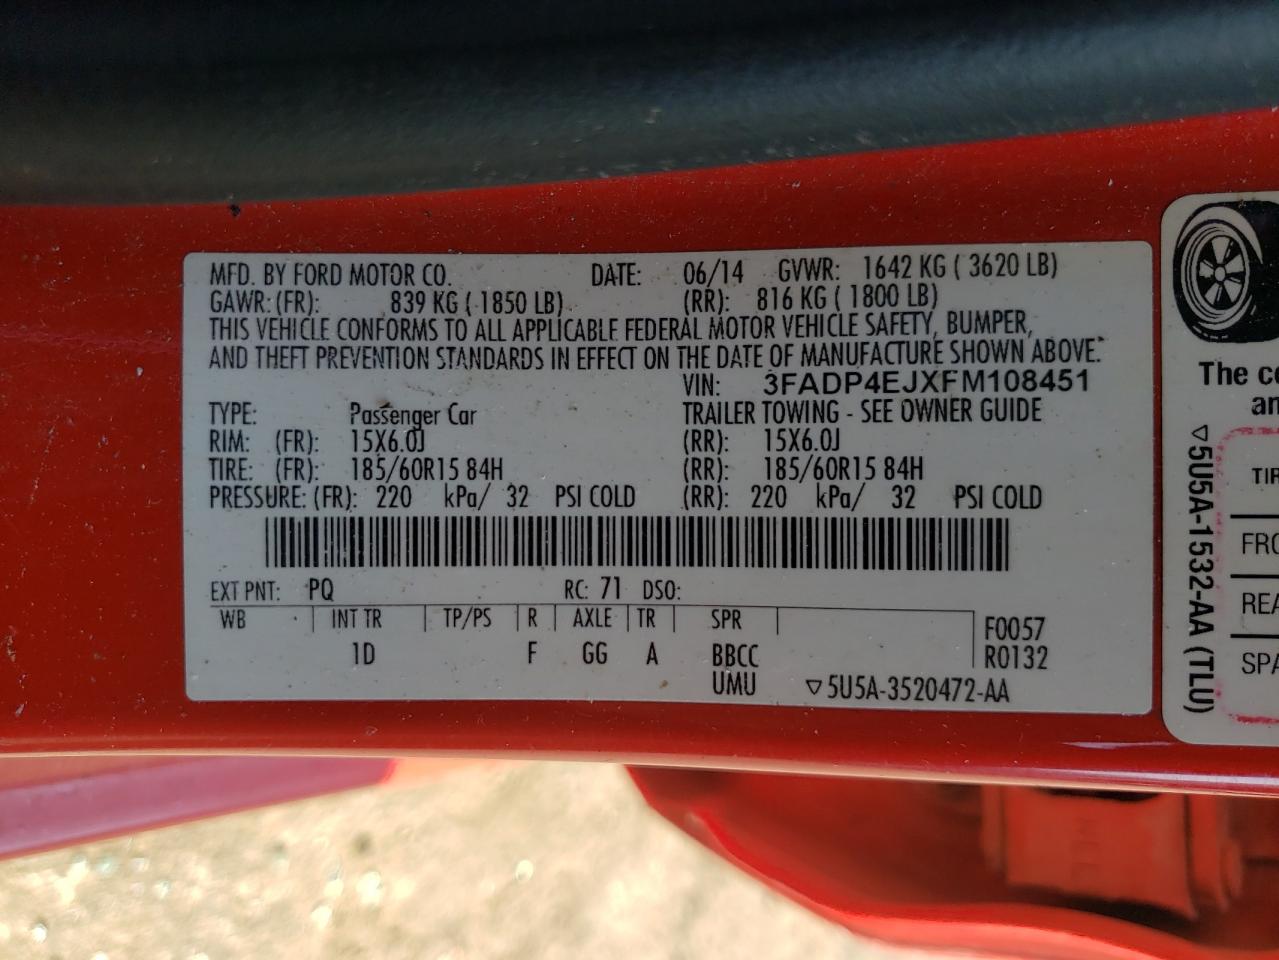 MFD. BY FORD MOTOR CO. DATE: 06/14 GVWR: 1642 KG ( 3620 LB)
GAWR: (FR): 839 KG ( 1850 LB) (RR): 816 KG ( 1800 LB)
THIS VEHICLE CONFORMS TO ALL APPLICABLE FEDERAL MOTOR VEHICLE SAFETY, BUMPER,
AND THEFT PREVENTION STANDARDS IN EFFECT ON THE DATE OF MANUFACTURE SHOWN ABOVE.
VIN: 3FADP4EJXFM108451
TYPE: Passenger Car TRAILER TOWING - SEE OWNER GUIDE
RIM: (FR): 15X6.0J (RR): 15X6.0J
TIRE: (FR): 185/60R15 84H (RR): 185/60R15 84H
PRESSURE: (FR): 220 kPa/ 32 PSI COLD (RR): 220 kPa/ 32 PSI COLD
EXT PNT: PQ RC: 71 DSO:
WB INT TR TP/PS R AXLE TR SPR F0057
1D F GG A BBCC R0132
UMU ▽5U5A-3520472-AA
The co
an
▽5U5A-1532-AA (TLU)
TIR
FRO
REA
SPA